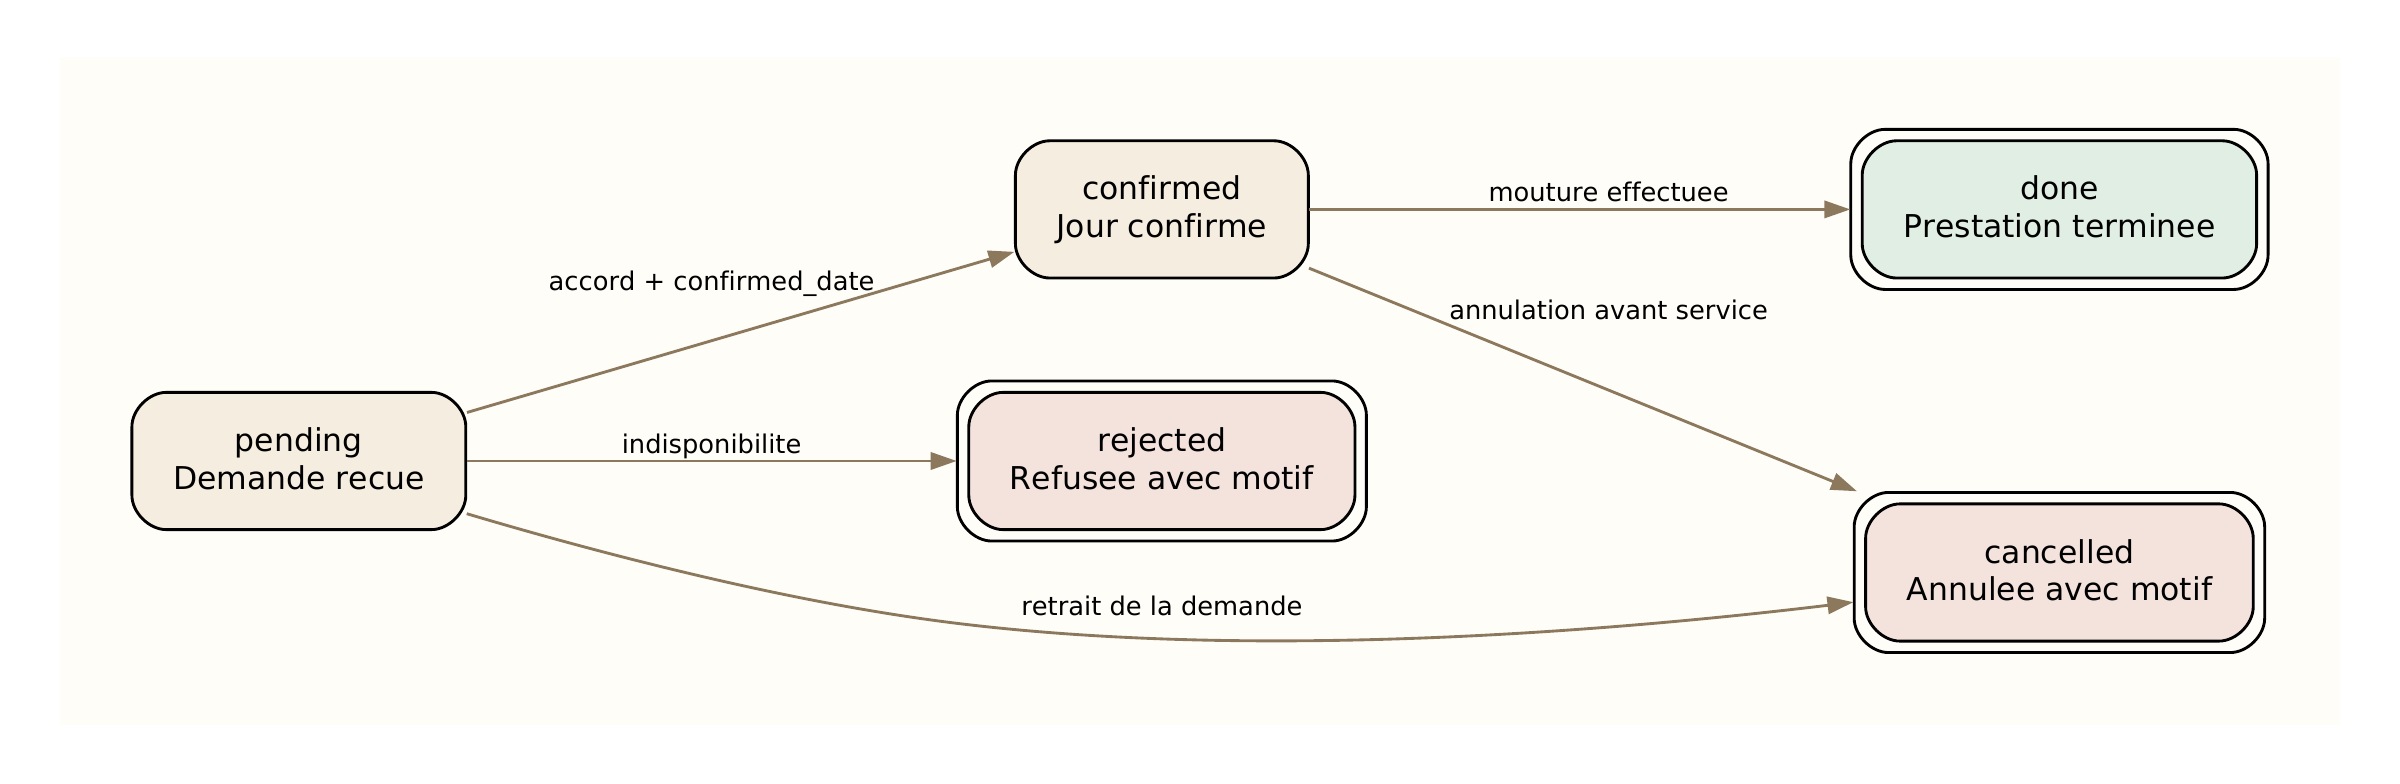 confirmed
Jour confirme
mouture effectuee
done
Prestation terminee
accord + confirmed_date
annulation avant service
pending
Demande recue
indisponibilite
rejected
Refusee avec motif
retrait de la demande
cancelled
Annulee avec motif